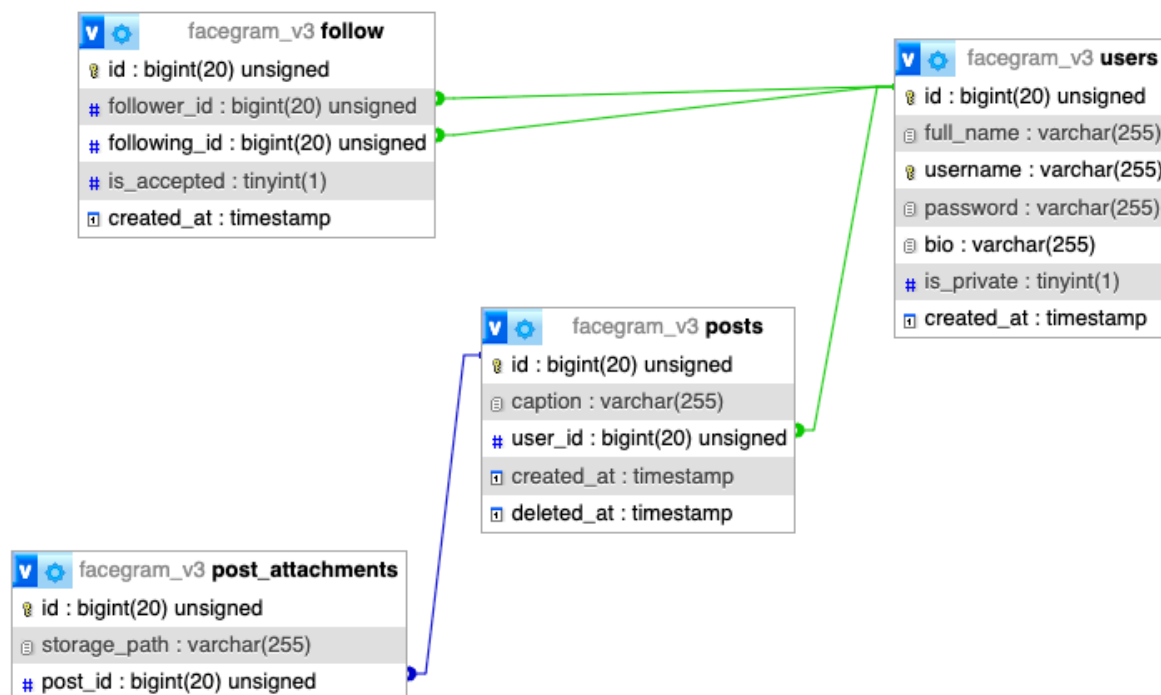 facegram_v3 follow
id : bigint(20) unsigned
follower_id : bigint(20) unsigned
following_id : bigint(20) unsigned
is_accepted : tinyint(1)
created_at : timestamp
facegram_v3 users
id : bigint(20) unsigned
full_name : varchar(255)
username : varchar(255)
password : varchar(255)
bio : varchar(255)
is_private : tinyint(1)
created_at : timestamp
facegram_v3 posts
id : bigint(20) unsigned
caption : varchar(255)
user_id : bigint(20) unsigned
created_at : timestamp
deleted_at : timestamp
facegram_v3 post_attachments
id : bigint(20) unsigned
storage_path : varchar(255)
post_id : bigint(20) unsigned